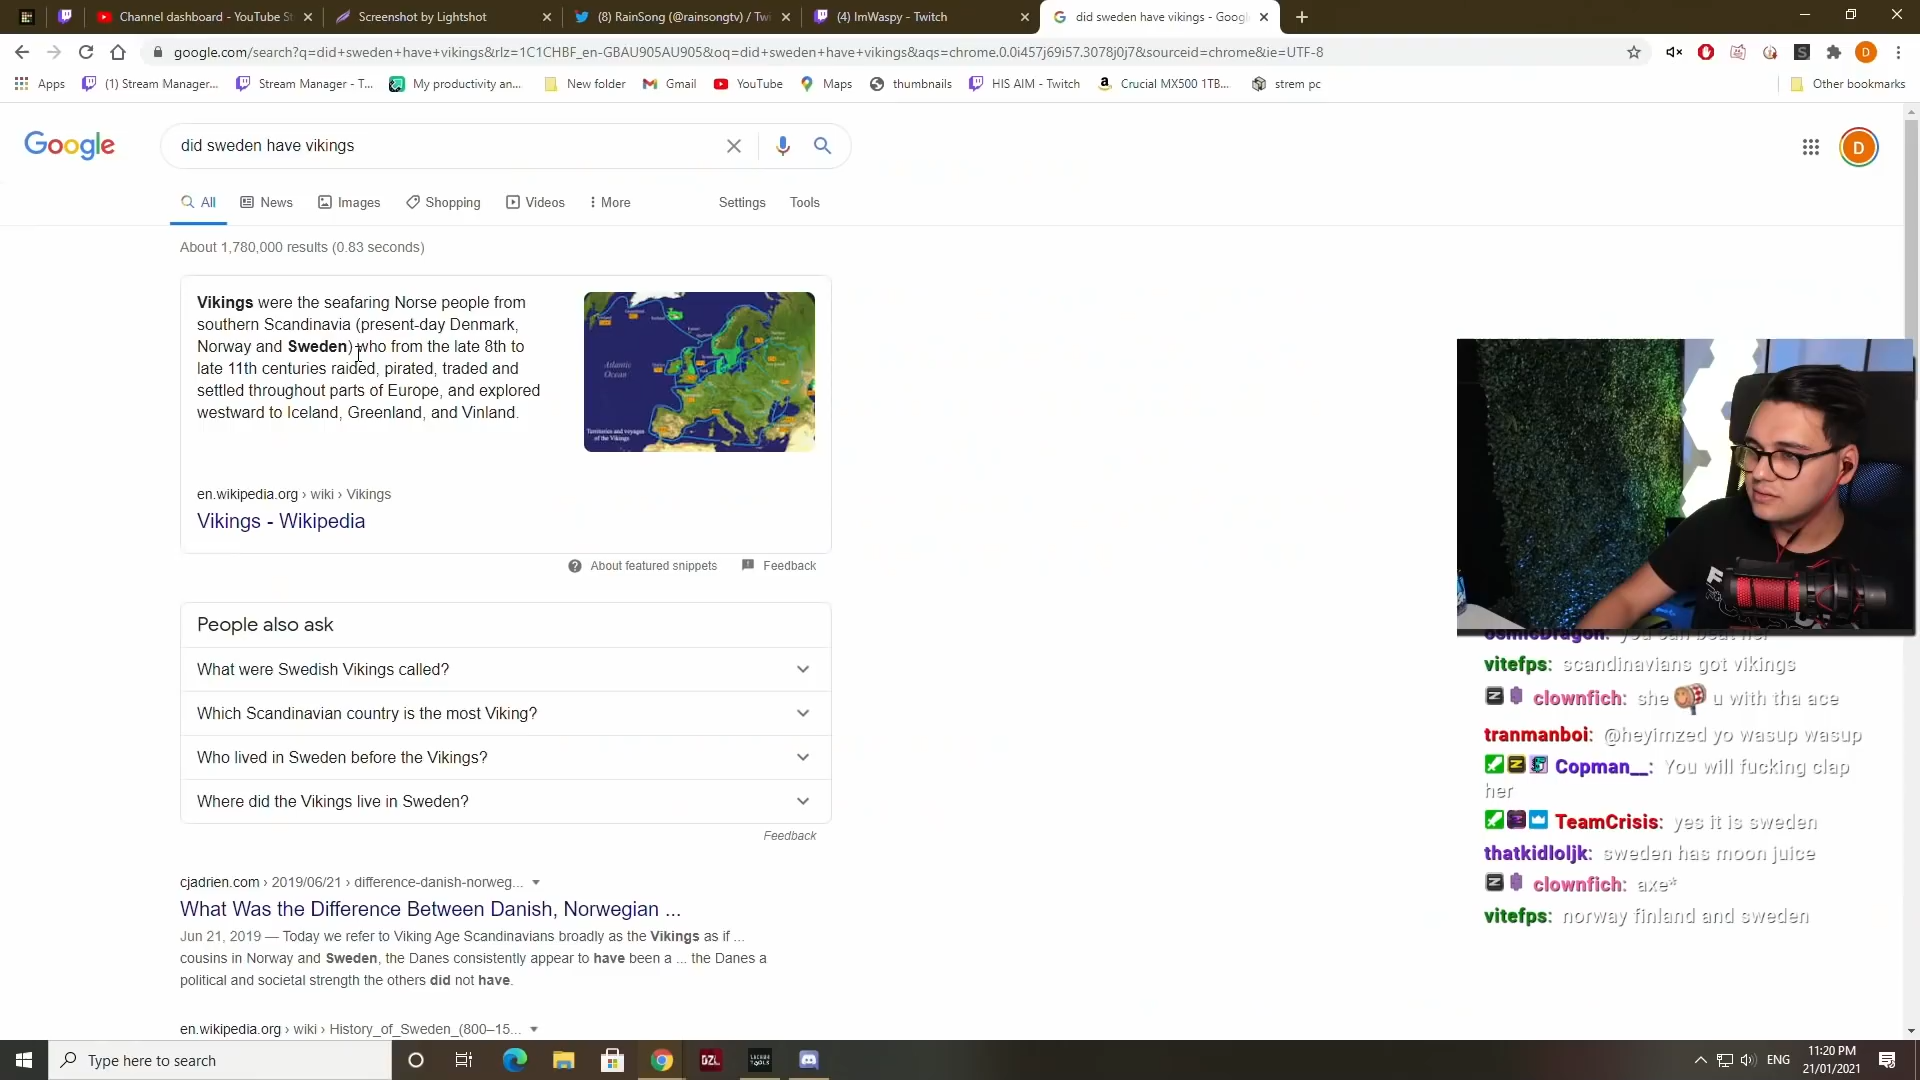 Channel dashboard - YouTube St
Screenshot by Lightshot
(8) RainSong (@rainsongtv) / Twi
(4) ImWaspy - Twitch
did sweden have vikings - Googl
google.com/search?q=did+sweden+have+vikings&rlz=1C1CHBF_en-GBAU905AU905&oq=did+sweden+have+vikings&aqs=chrome.0.0i457j69i57.3078j0j7&sourceid=chrome&ie=UTF-8
S
D
Apps
(1) Stream Manager...
Stream Manager - T...
My productivity an...
New folder
Gmail
YouTube
Maps
thumbnails
HIS AIM - Twitch
Crucial MX500 1TB...
strem pc
Other bookmarks
Google
did sweden have vikings
D
All
News
Images
Shopping
Videos
More
Settings
Tools
About 1,780,000 results (0.83 seconds)
Vikings were the seafaring Norse people from
southern Scandinavia (present-day Denmark,
Norway and Sweden) who from the late 8th to
late 11th centuries raided, pirated, traded and
settled throughout parts of Europe, and explored
westward to Iceland, Greenland, and Vinland.
Atlantic
Ocean
Territories and voyages
of the Vikings
en.wikipedia.org › wiki › Vikings
Vikings - Wikipedia
About featured snippets
Feedback
People also ask
What were Swedish Vikings called?
Which Scandinavian country is the most Viking?
Who lived in Sweden before the Vikings?
Where did the Vikings live in Sweden?
Feedback
cjadrien.com › 2019/06/21 › difference-danish-norweg...
What Was the Difference Between Danish, Norwegian ...
Jun 21, 2019 — Today we refer to Viking Age Scandinavians broadly as the Vikings as if ...
cousins in Norway and Sweden, the Danes consistently appear to have been a ... the Danes a
political and societal strength the others did not have.
en.wikipedia.org › wiki › History_of_Sweden_(800–15...
osmicDragon: you can beat her
vitefps: scandinavians got vikings
clownfich: she u with tha ace
tranmanboi: @heyimzed yo wasup wasup
Copman__: You will fucking clap
her
TeamCrisis: yes it is sweden
thatkidloljk: sweden has moon juice
clownfich: axe*
vitefps: norway finland and sweden
Type here to search
ENG
11:20 PM
21/01/2021